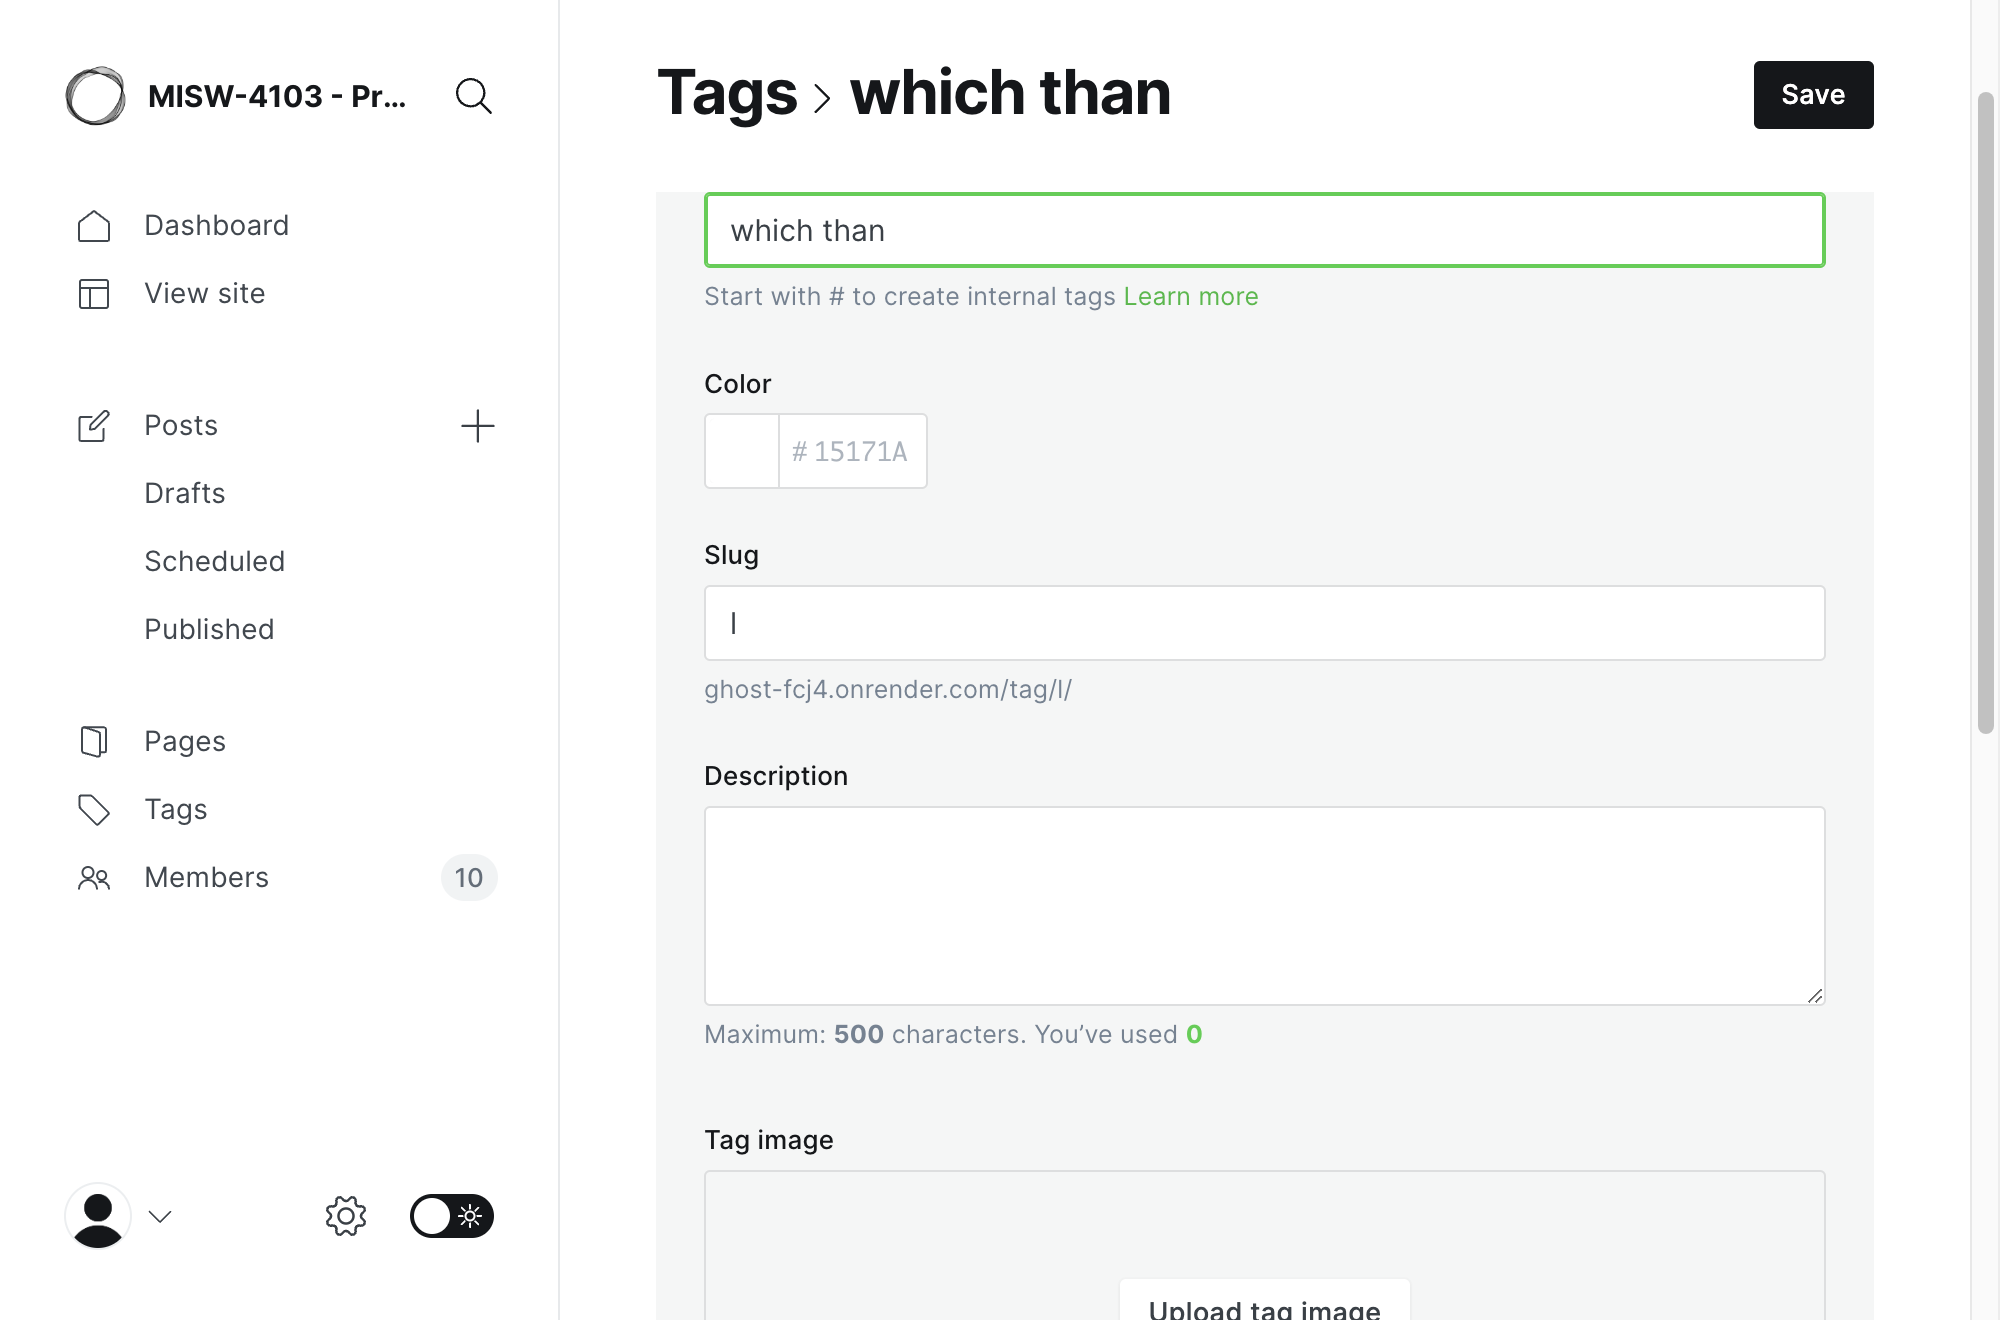 MISW-4103 - Pr...
Dashboard
View site
Posts
Drafts
Scheduled
Published
Pages
Tags
Members
10
Tags > which than
Save
which than
Start with # to create internal tags Learn more
Color
# 15171A
Slug
l
ghost-fcj4.onrender.com/tag/l/
Description
Maximum: 500 characters. You’ve used 0
Tag image
Upload tag image